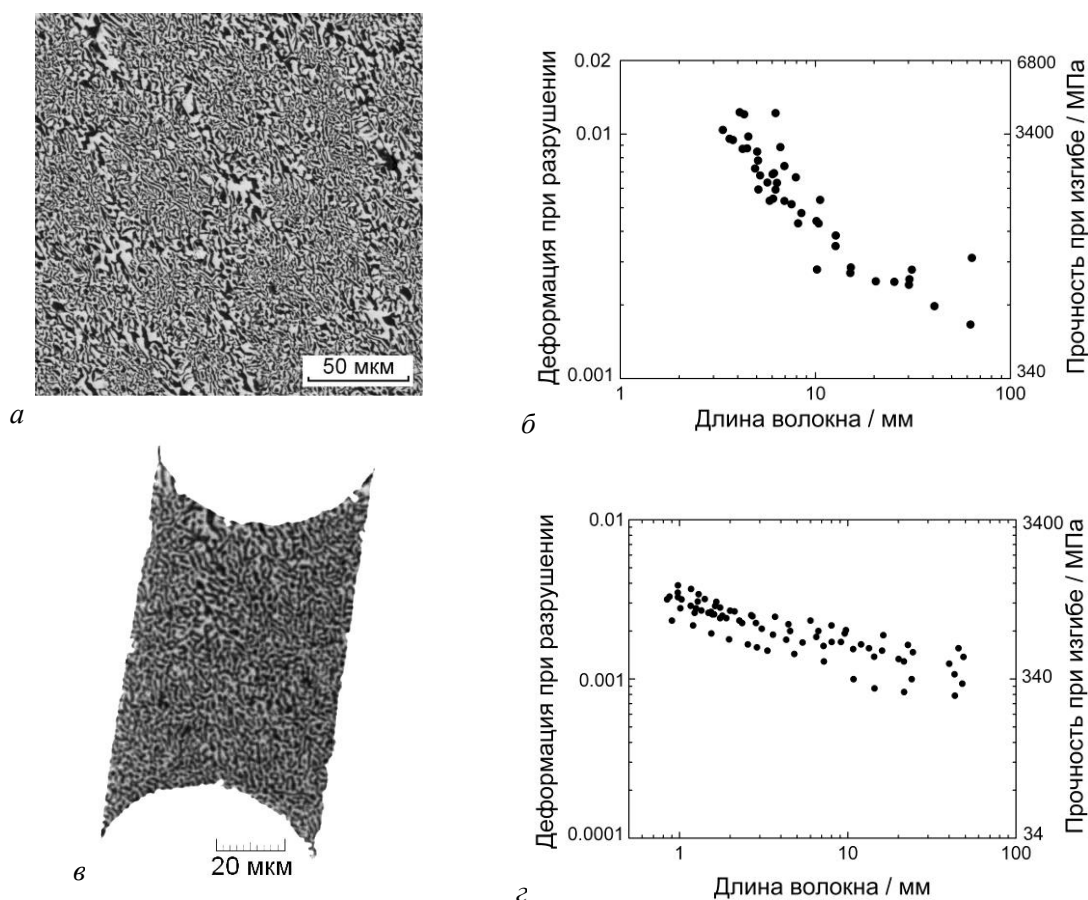 50 мкм
а
Деформация при разрушении
0.02
0.01
0.001
1
10
100
6800
3400
340
Прочность при изгибе / МПа
Длина волокна / мм
б
20 мкм
в
Деформация при разрушении
0.01
0.001
0.0001
1
10
100
3400
340
34
Прочность при изгибе / МПа
Длина волокна / мм
г